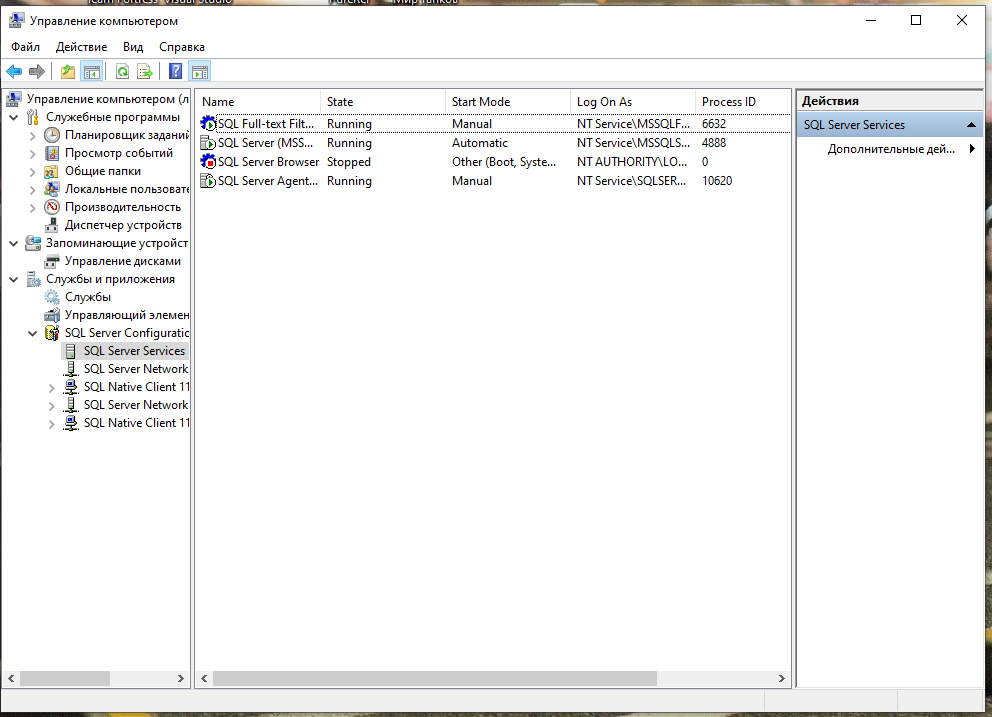 Управление компьютером
Файл Действие Вид Справка
Управление компьютером (л
Служебные программы
Планировщик заданий
Просмотр событий
Общие папки
Локальные пользовате
Производительность
Диспетчер устройств
Запоминающие устройст
Управление дисками
Службы и приложения
Службы
Управляющий элемен
SQL Server Configuratic
SQL Server Services
SQL Server Network
SQL Native Client 11
SQL Server Network
SQL Native Client 11
Name State Start Mode Log On As Process ID
SQL Full-text Filt... Running Manual NT Service\MSSQLF... 6632
SQL Server (MSS... Running Automatic NT Service\MSSQLS... 4888
SQL Server Browser Stopped Other (Boot, Syste... NT AUTHORITY\LO... 0
SQL Server Agent... Running Manual NT Service\SQLSER... 10620
Действия
SQL Server Services
Дополнительные дей...